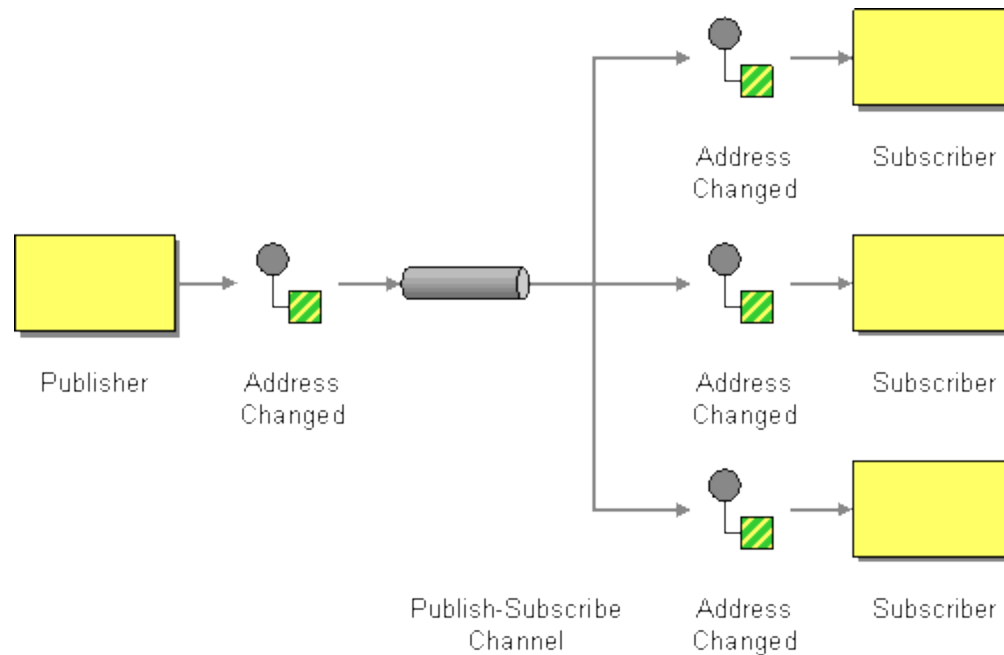 Address
Changed
Subscriber
Publisher
Address
Changed
Address
Changed
Subscriber
Publish-Subscribe
Channel
Address
Changed
Subscriber